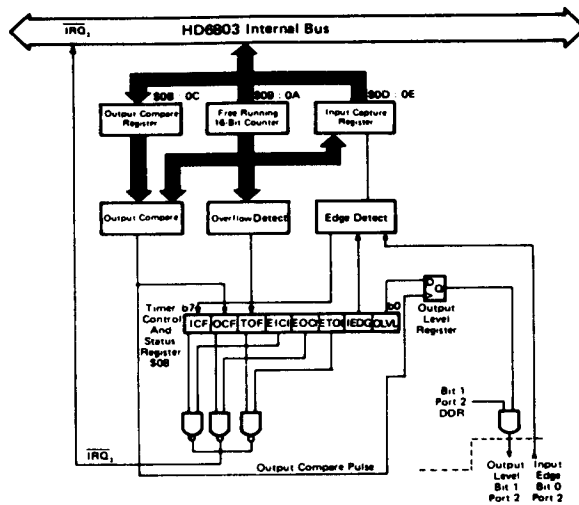 IRQ₂
HD6803 Internal Bus
$0B : 0C
$09 : 0A
$0D : 0E
Output Compare
Register
Free Running
16-Bit Counter
Input Capture
Register
Output Compare
Overflow Detect
Edge Detect
Timer
Control
And
Status
Register
$08
b7
b0
ICF OCF TOF EICI EOCI ETOI IEDG OLVL
D
Q
Output
Level
Register
Bit 1
Port 2
DDR
IRQ₂
Output Compare Pulse
Output
Level
Bit 1
Port 2
Input
Edge
Bit 0
Port 2